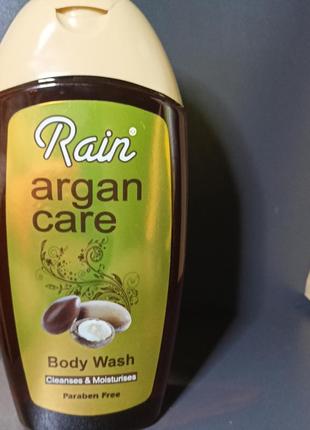 Rain®
argan
care
Body Wash
Cleanses & Moisturises
Paraben Free